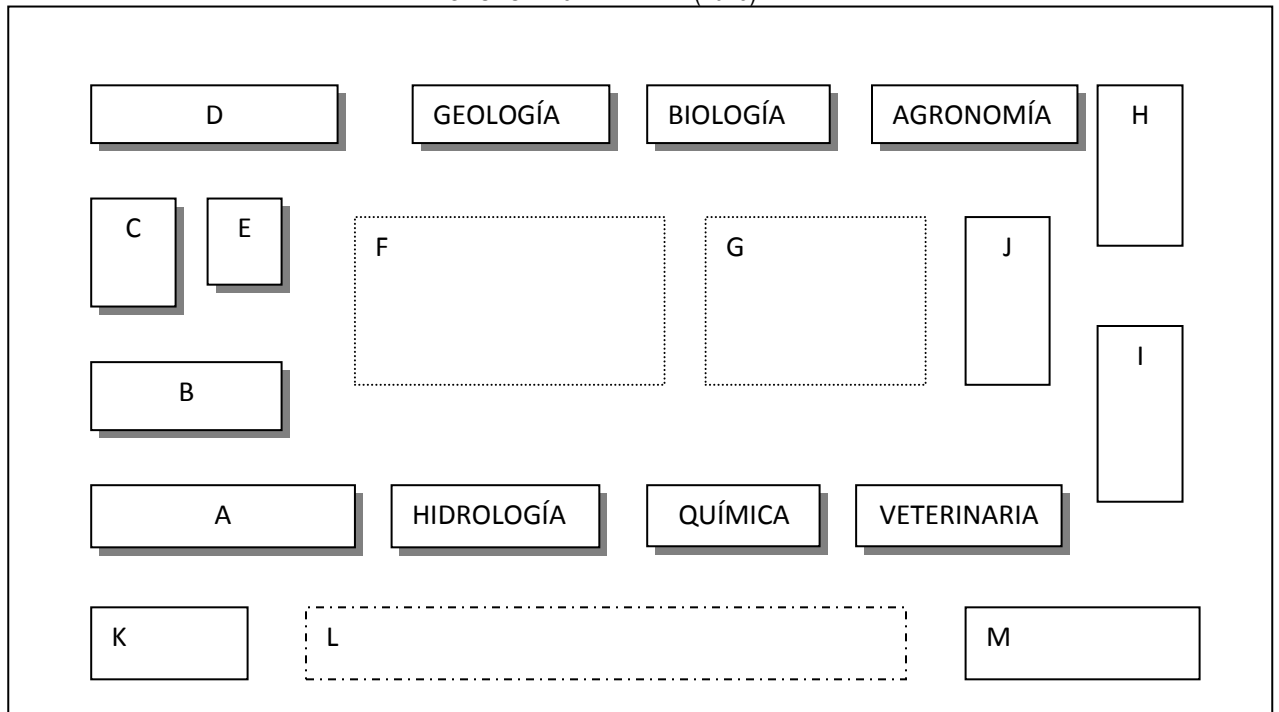 D GEOLOGÍA BIOLOGÍA AGRONOMÍA H
C E F G J
I
B
A HIDROLOGÍA QUÍMICA VETERINARIA
K L M